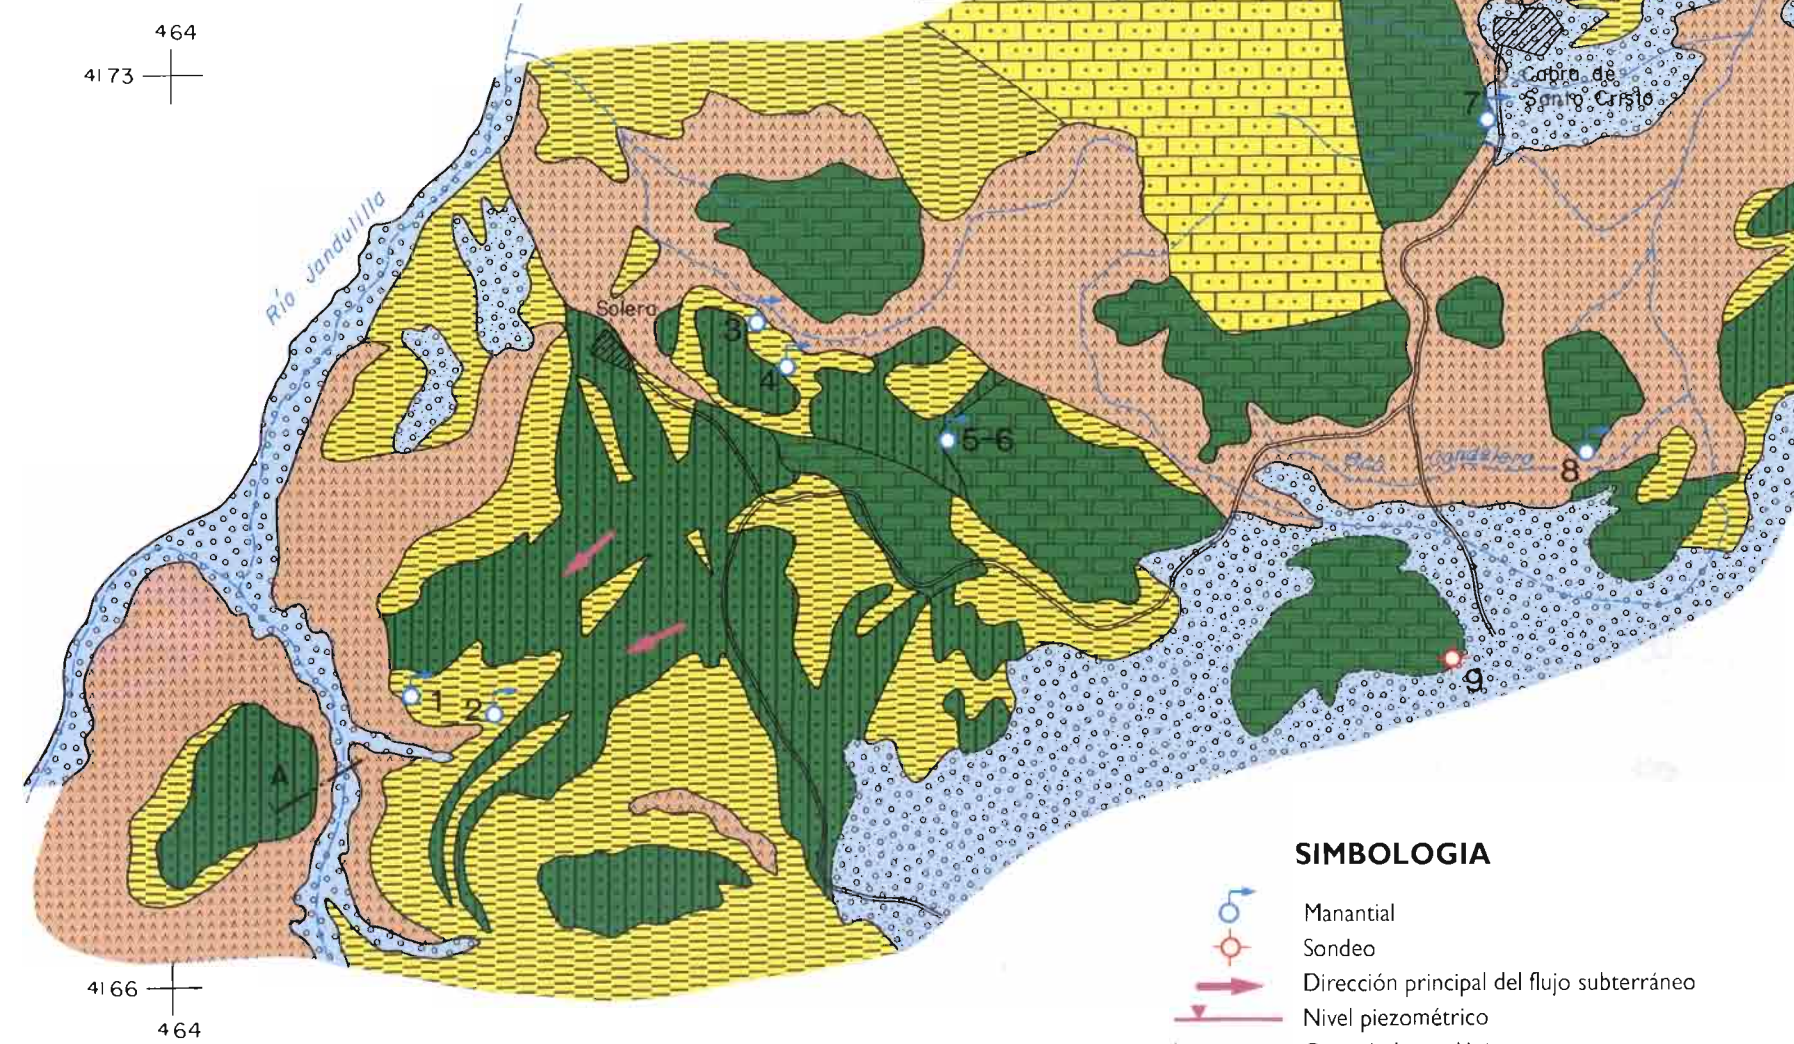 464
4173
Cabra de
Santo Cristo
7
Río Jandulilla
Solera
3
4
5-6
8
9
1
2
A
SIMBOLOGIA
Manantial
Sondeo
Dirección principal del flujo subterráneo
Nivel piezométrico
4166
464